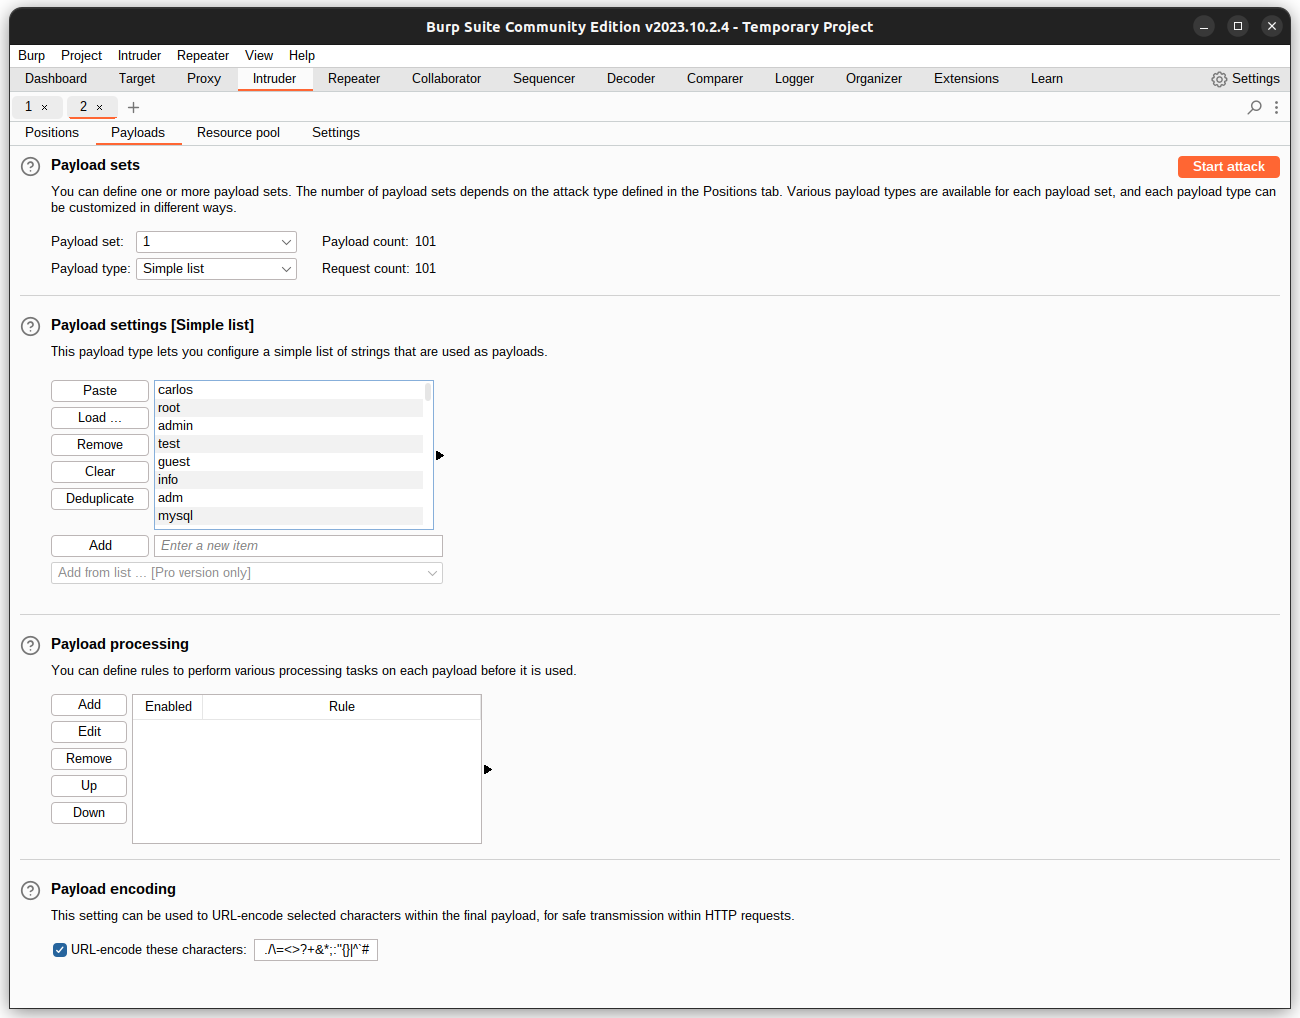 Burp Suite Community Edition v2023.10.2.4 - Temporary Project
Burp Project Intruder Repeater View Help
Dashboard Target Proxy Intruder Repeater Collaborator Sequencer Decoder Comparer Logger Organizer Extensions Learn Settings
1 × 2 × +
Positions Payloads Resource pool Settings
? Payload sets Start attack
You can define one or more payload sets. The number of payload sets depends on the attack type defined in the Positions tab. Various payload types are available for each payload set, and each payload type can
be customized in different ways.
Payload set: 1 Payload count: 101
Payload type: Simple list Request count: 101
? Payload settings [Simple list]
This payload type lets you configure a simple list of strings that are used as payloads.
Paste
Load ...
Remove
Clear
Deduplicate
carlos
root
admin
test
guest
info
adm
mysql
Add Enter a new item
Add from list ... [Pro version only]
? Payload processing
You can define rules to perform various processing tasks on each payload before it is used.
Add
Edit
Remove
Up
Down
Enabled Rule
? Payload encoding
This setting can be used to URL-encode selected characters within the final payload, for safe transmission within HTTP requests.
URL-encode these characters: ./\=<>?+&*;:"{}|^`#